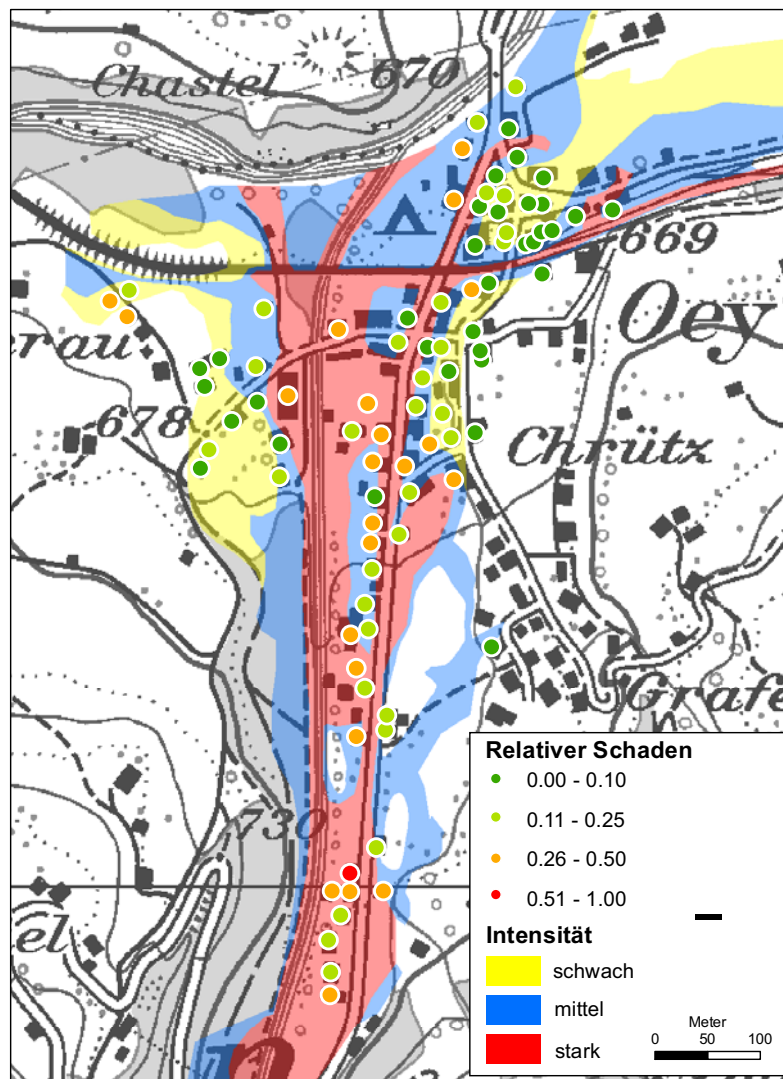 Chastel
670
669
Oey
erau
678
Chrütz
Grafe
730
el
Relativer Schaden
0.00 - 0.10
0.11 - 0.25
0.26 - 0.50
0.51 - 1.00
Intensität
schwach
mittel
stark
Meter
0 50 100